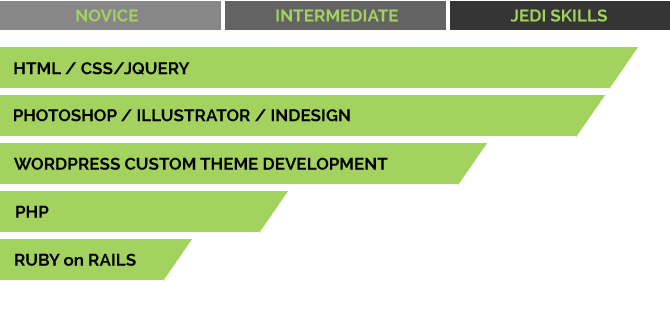 NOVICE INTERMEDIATE JEDI SKILLS
HTML / CSS/JQUERY
PHOTOSHOP / ILLUSTRATOR / INDESIGN
WORDPRESS CUSTOM THEME DEVELOPMENT
PHP
RUBY on RAILS